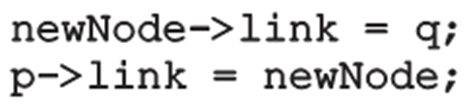 newNode->link = q;
p->link = newNode;